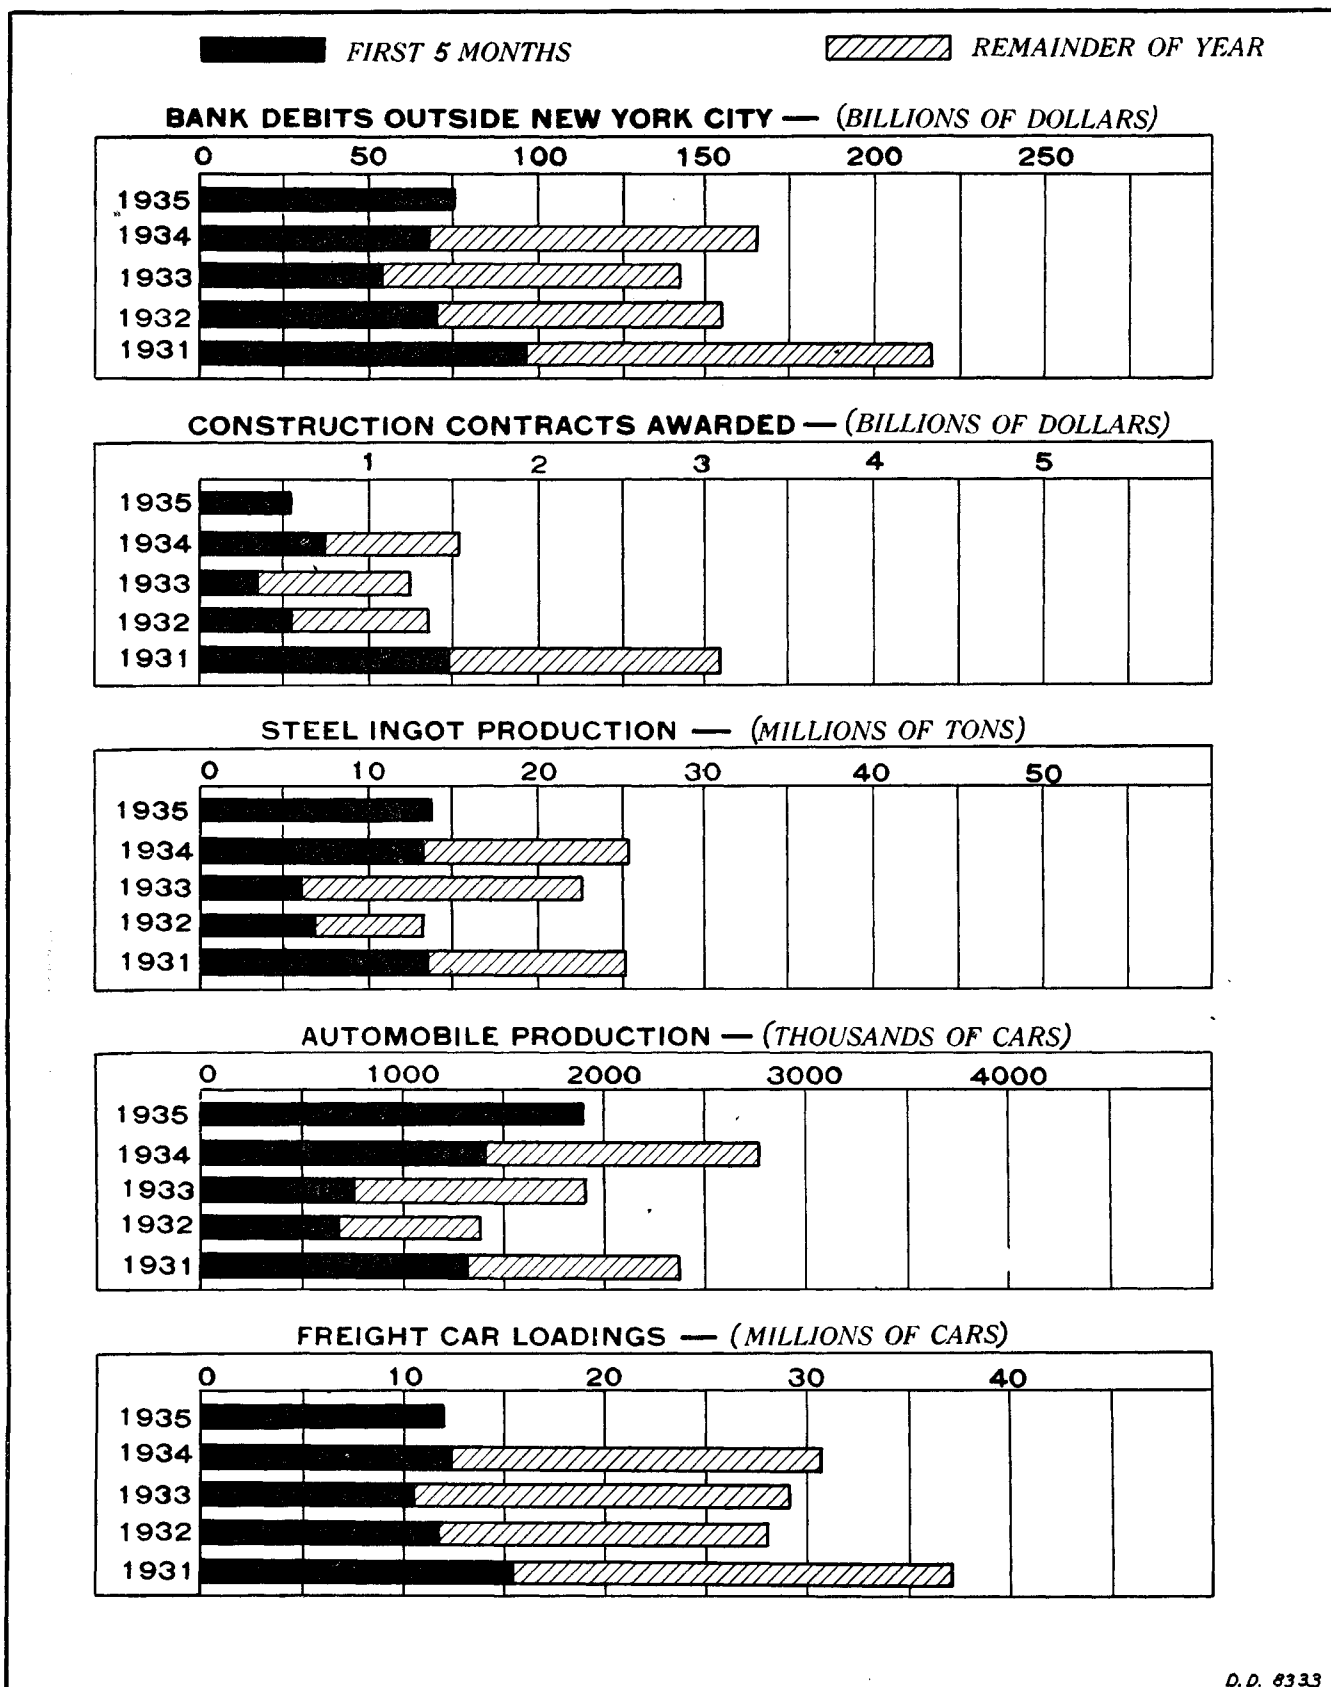 FIRST 5 MONTHS REMAINDER OF YEAR
BANK DEBITS OUTSIDE NEW YORK CITY — (BILLIONS OF DOLLARS)
0 50 100 150 200 250
1935
1934
1933
1932
1931
CONSTRUCTION CONTRACTS AWARDED — (BILLIONS OF DOLLARS)
1 2 3 4 5
1935
1934
1933
1932
1931
STEEL INGOT PRODUCTION — (MILLIONS OF TONS)
0 10 20 30 40 50
1935
1934
1933
1932
1931
AUTOMOBILE PRODUCTION — (THOUSANDS OF CARS)
0 1000 2000 3000 4000
1935
1934
1933
1932
1931
FREIGHT CAR LOADINGS — (MILLIONS OF CARS)
0 10 20 30 40
1935
1934
1933
1932
1931
D.D. 8333